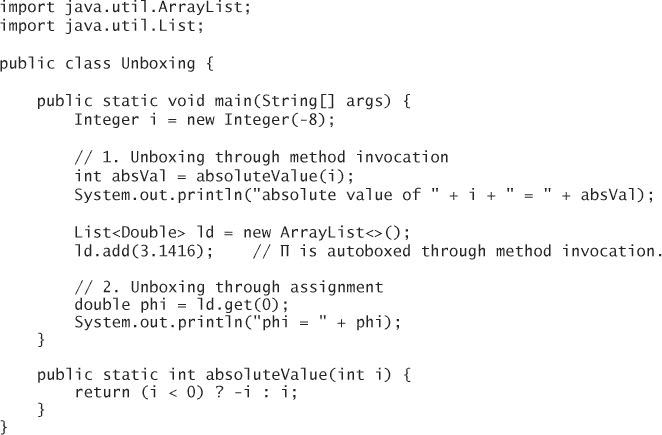 import java.util.ArrayList;
import java.util.List;

public class Unboxing {

    public static void main(String[] args) {
        Integer i = new Integer(-8);

        // 1. Unboxing through method invocation
        int absVal = absoluteValue(i);
        System.out.println("absolute value of " + i + " = " + absVal);

        List<Double> ld = new ArrayList<>();
        ld.add(3.1416);    // Π is autoboxed through method invocation.

        // 2. Unboxing through assignment
        double phi = ld.get(0);
        System.out.println("phi = " + phi);
    }

    public static int absoluteValue(int i) {
        return (i < 0) ? -i : i;
    }
}